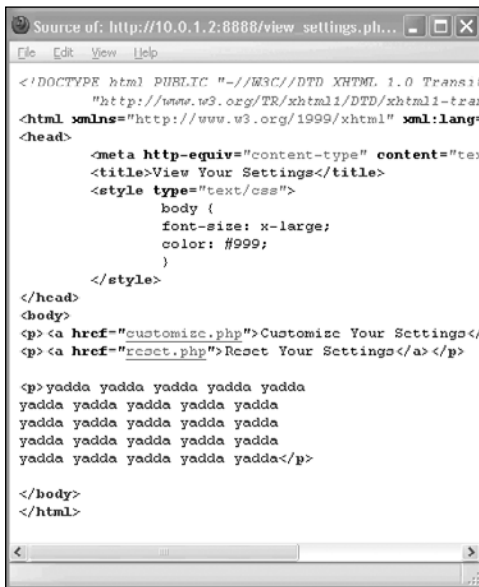 Source of: http://10.0.1.2:8888/view_settings.ph...
File Edit View Help
<!DOCTYPE html PUBLIC "-//W3C//DTD XHTML 1.0 Transi
"http://www.w3.org/TR/xhtml1/DTD/xhtml1-tra
<html xmlns="http://www.w3.org/1999/xhtml" xml:lang=
<head>
<meta http-equiv="content-type" content="tex
<title>View Your Settings</title>
<style type="text/css">
body {
font-size: x-large;
color: #999;
}
</style>
</head>
<body>
<p><a href="customize.php">Customize Your Settings</
<p><a href="reset.php">Reset Your Settings</a></p>
<p>yadda yadda yadda yadda yadda
yadda yadda yadda yadda yadda
yadda yadda yadda yadda yadda
yadda yadda yadda yadda yadda
yadda yadda yadda yadda yadda</p>
</body>
</html>